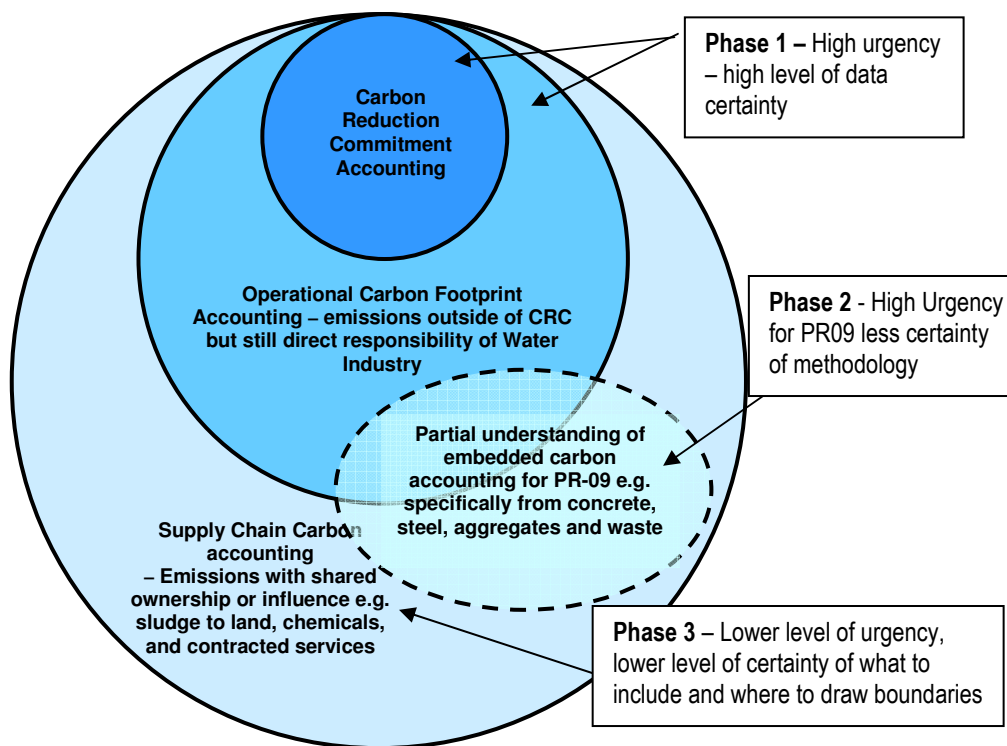 Phase 1 – High urgency
– high level of data
certainty
Carbon
Reduction
Commitment
Accounting
Operational Carbon Footprint
Accounting – emissions outside of CRC
but still direct responsibility of Water
Industry
Phase 2 - High Urgency
for PR09 less certainty
of methodology
Partial understanding of
embedded carbon
accounting for PR-09 e.g.
specifically from concrete,
steel, aggregates and waste
Supply Chain Carbon
accounting
– Emissions with shared
ownership or influence e.g.
sludge to land, chemicals,
and contracted services
Phase 3 – Lower level of urgency,
lower level of certainty of what to
include and where to draw boundaries